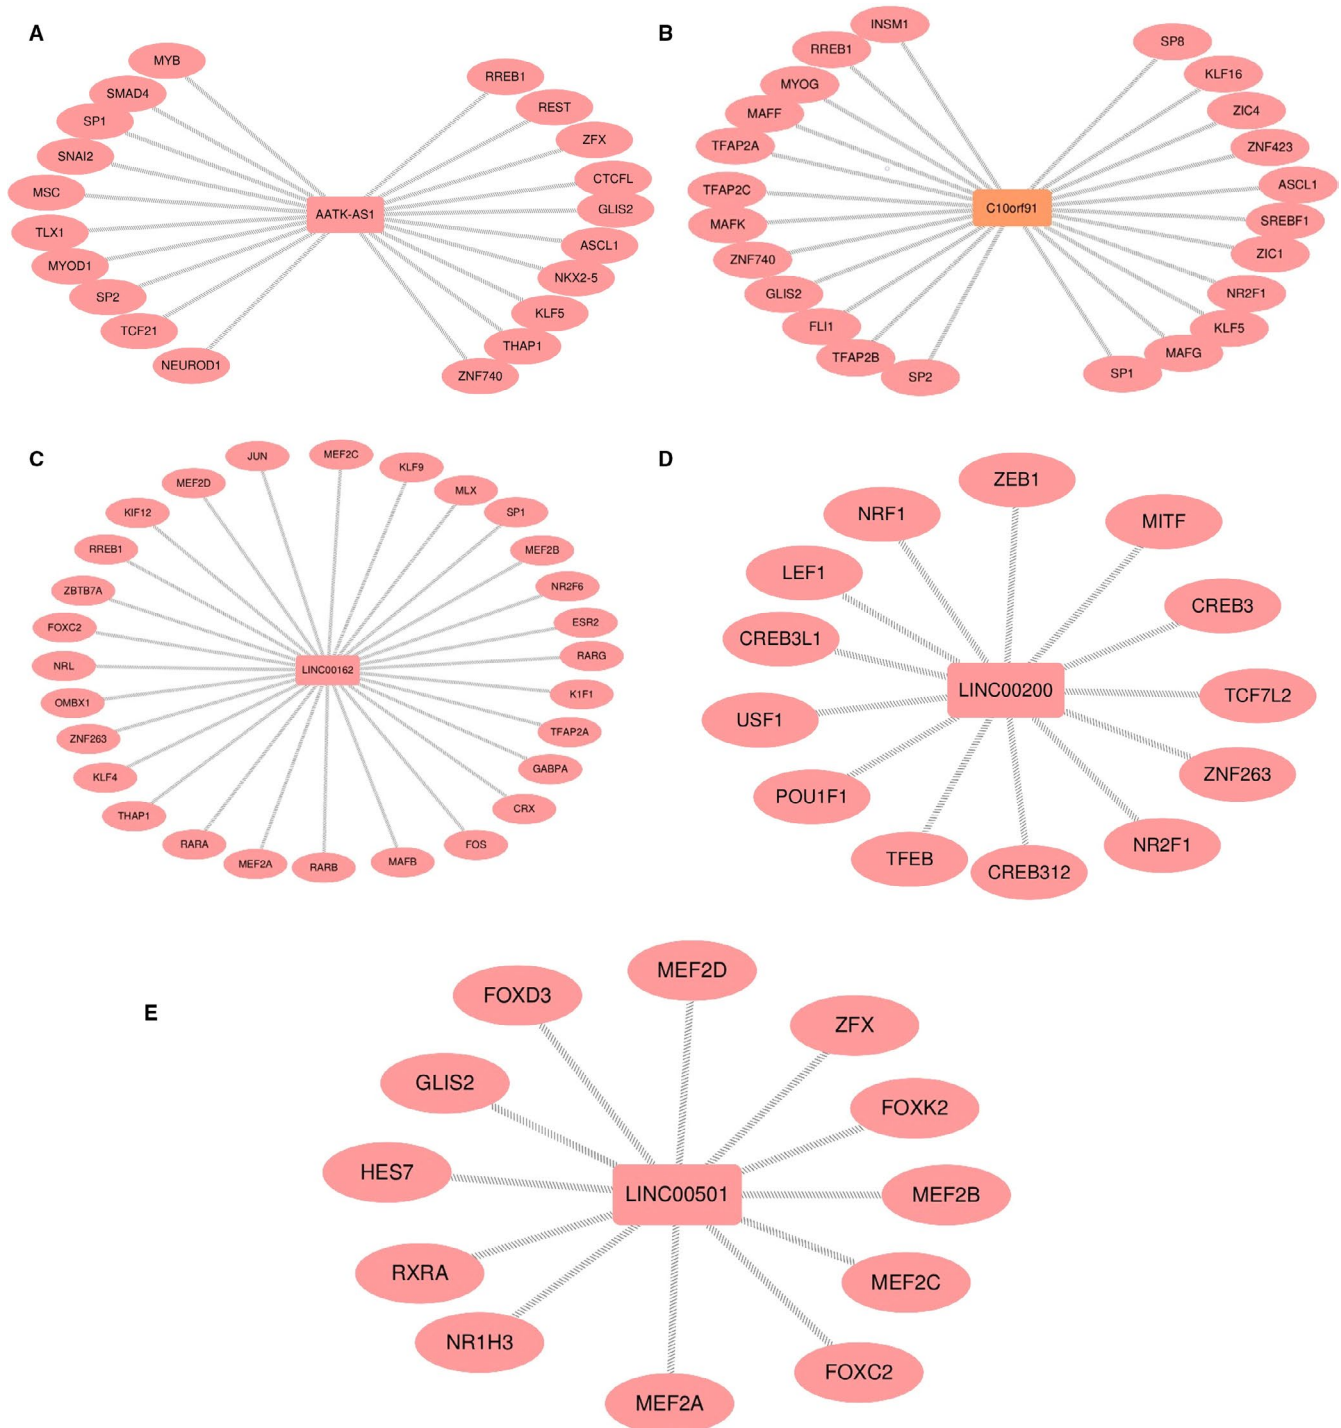 A
MYB
SMAD4
SP1
SNAI2
MSC
TLX1
MYOD1
SP2
TCF21
NEUROD1
AATK-AS1
RREB1
REST
ZFX
CTCFL
GLIS2
ASCL1
NKX2-5
KLF5
THAP1
ZNF740
B
INSM1
RREB1
MYOG
MAFF
TFAP2A
TFAP2C
MAFK
ZNF740
GLIS2
FLI1
TFAP2B
SP2
C10orf91
SP8
KLF16
ZIC4
ZNF423
ASCL1
SREBF1
ZIC1
NR2F1
KLF5
MAFG
SP1
C
JUN
MEF2D
KIF12
RREB1
ZBTB7A
FOXC2
NRL
OMBX1
ZNF263
KLF4
THAP1
RARA
MEF2A
RARB
LINC00162
MEF2C
KLF9
MLX
SP1
MEF2B
NR2F6
ESR2
RARG
K1F1
TFAP2A
GABPA
CRX
FOS
MAFB
D
ZEB1
NRF1
LEF1
CREB3L1
USF1
POU1F1
TFEB
LINC00200
MITF
CREB3
TCF7L2
ZNF263
NR2F1
CREB312
E
MEF2D
FOXD3
GLIS2
HES7
RXRA
NR1H3
MEF2A
LINC00501
ZFX
FOXK2
MEF2B
MEF2C
FOXC2